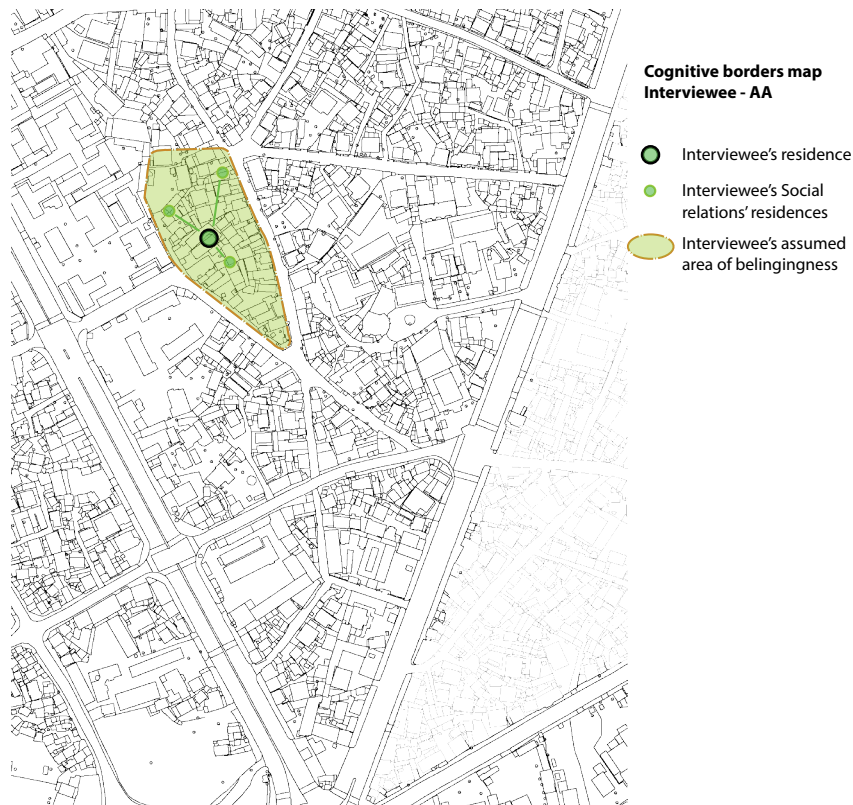 Cognitive borders map
Interviewee - AA
Interviewee's residence
Interviewee's Social
relations' residences
Interviewee's assumed
area of belingingness